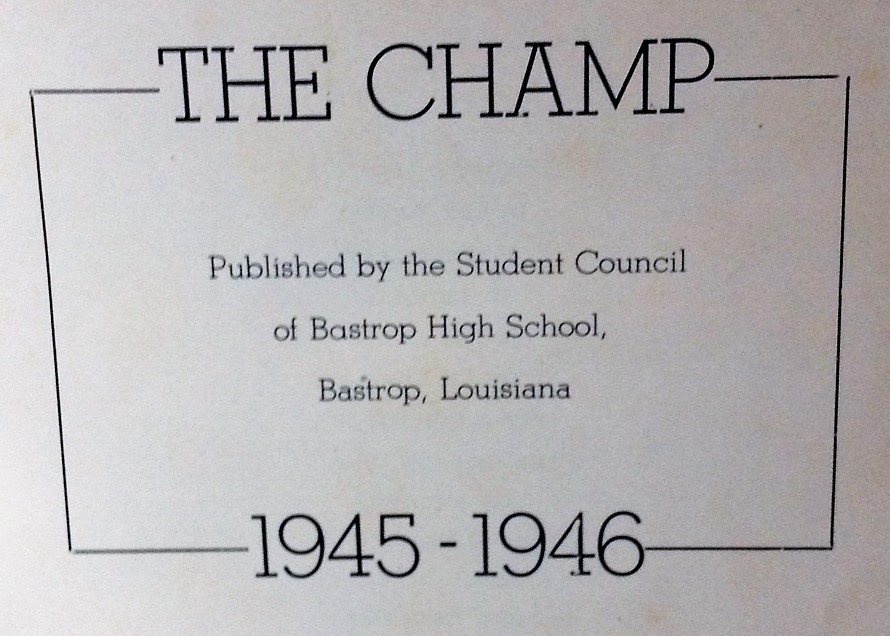 THE CHAMP
Published by the Student Council
of Bastrop High School,
Bastrop, Louisiana
1945 - 1946